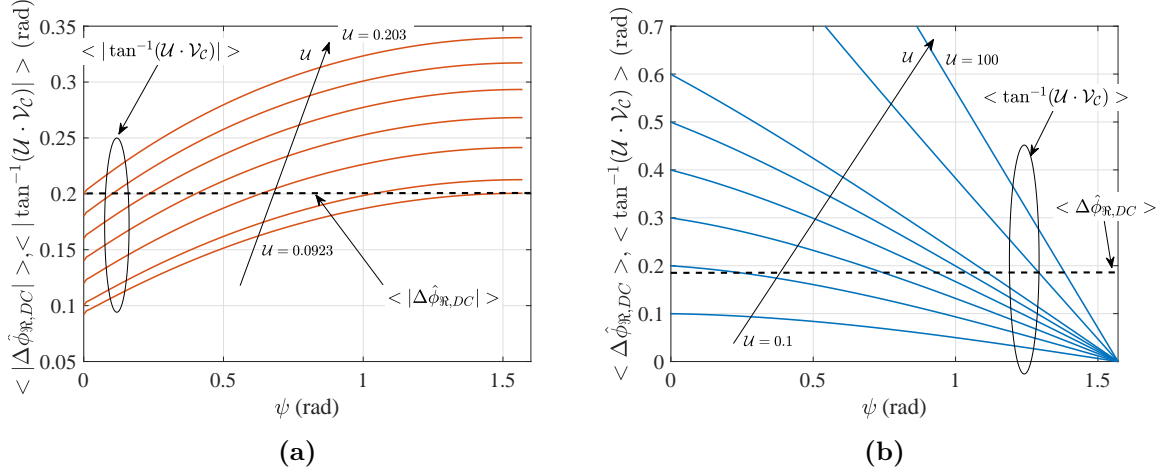 0.35
0.3
0.25
0.2
0.15
0.1
0.05
0
0.5
1
1.5
< |Δϕ̂ℜ,DC| >,< | tan⁻¹(𝒰 · 𝒱𝒞)| > (rad)
ψ (rad)
< | tan⁻¹(𝒰 · 𝒱𝒞)| >
𝒰
𝒰 = 0.203
𝒰 = 0.0923
< |Δϕ̂ℜ,DC| >
(a)
0.7
0.6
0.5
0.4
0.3
0.2
0.1
0
0
0.5
1
1.5
< Δϕ̂ℜ,DC >, < tan⁻¹(𝒰 · 𝒱𝒞) > (rad)
ψ (rad)
𝒰
𝒰 = 100
< tan⁻¹(𝒰 · 𝒱𝒞) >
< Δϕ̂ℜ,DC >
𝒰 = 0.1
(b)